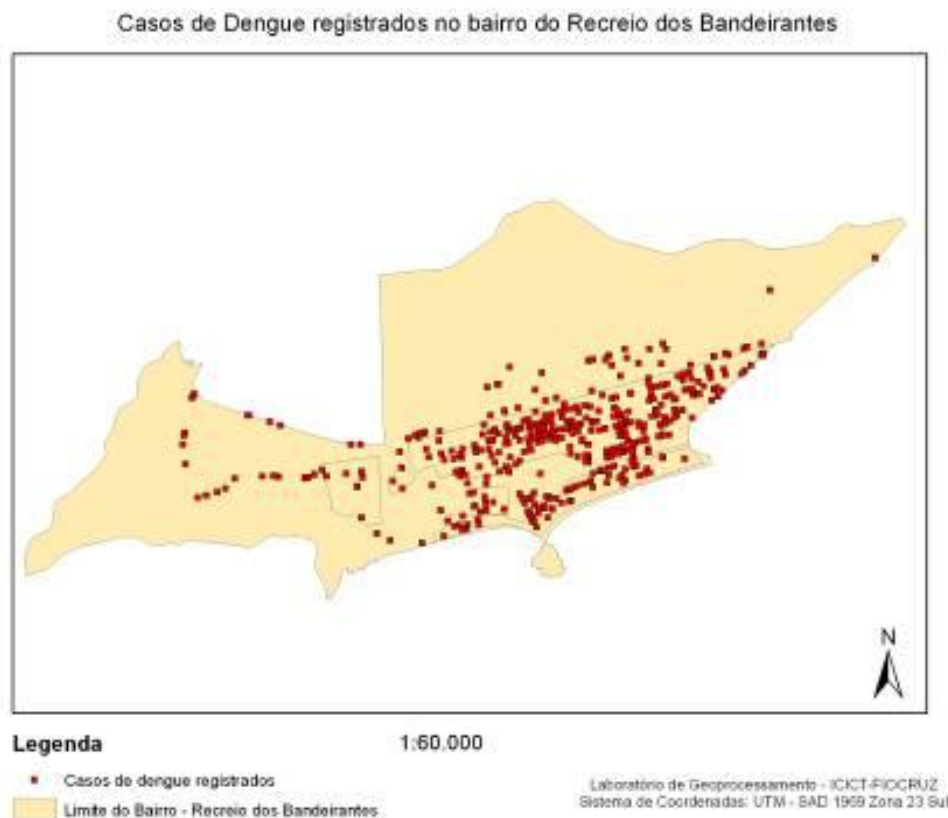 Casos de Dengue registrados no bairro do Recreio dos Bandeirantes
N
Legenda
1:60.000
Casos de dengue registrados
Limite do Bairro - Recreio dos Bandeirantes
Laboratório de Geoprocessamento - ICICT-FIOCRUZ
Sistema de Coordenadas: UTM - SAD 1969 Zona 23 Sul